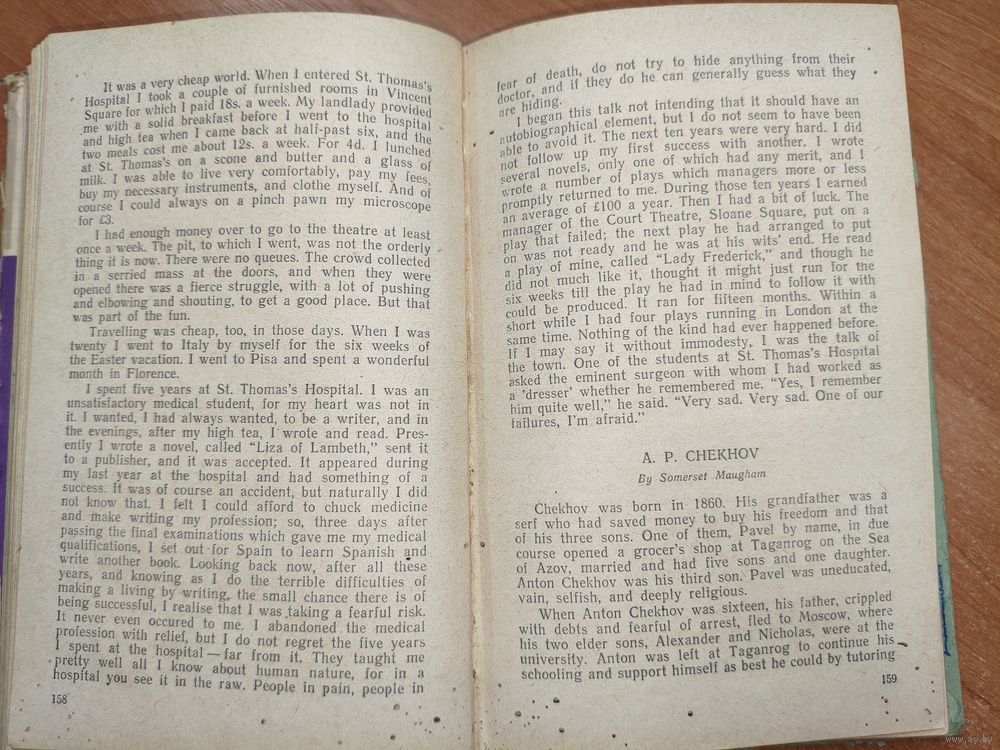 It was a very cheap world. When I entered St. Thomas's
Hospital I took a couple of furnished rooms in Vincent
Square for which I paid 18s. a week. My landlady provided
me with a solid breakfast before I went to the hospital
and high tea when I came back at half-past six, and the
two meals cost me about 12s. a week. For 4d. I lunched
at St. Thomas's on a scone and butter and a glass of
milk. I was able to live very comfortably, pay my fees,
buy my necessary instruments, and clothe myself. And of
course I could always on a pinch pawn my microscope
for £3.
I had enough money over to go to the theatre at least
once a week. The pit, to which I went, was not the orderly
thing it is now. There were no queues. The crowd collected
in a serried mass at the doors, and when they were
opened there was a fierce struggle, with a lot of pushing
and elbowing and shouting, to get a good place. But that
was part of the fun.
Travelling was cheap, too, in those days. When I was
twenty I went to Italy by myself for the six weeks of
the Easter vacation. I went to Pisa and spent a wonderful
month in Florence.
I spent five years at St. Thomas's Hospital. I was an
unsatisfactory medical student, for my heart was not in
it. I wanted, I had always wanted, to be a writer, and in
the evenings, after my high tea, I wrote and read. Pres-
ently I wrote a novel, called “Liza of Lambeth,” sent it
to a publisher, and it was accepted. It appeared during
my last year at the hospital and had something of a
success. It was of course an accident, but naturally I did
not know that. I felt I could afford to chuck medicine
and make writing my profession; so, three days after
passing the final examinations which gave me my medical
qualifications, I set out for Spain to learn Spanish and
write another book. Looking back now, after all these
years, and knowing as I do the terrible difficulties of
making a living by writing, the small chance there is of
being successful, I realise that I was taking a fearful risk.
It never even occured to me. I abandoned the medical
profession with relief, but I do not regret the five years
I spent at the hospital — far from it. They taught me
pretty well all I know about human nature, for in a
hospital you see it in the raw. People in pain, people in
158
fear of death, do not try to hide anything from their
doctor, and if they do he can generally guess what they
are hiding.
I began this talk not intending that it should have an
autobiographical element, but I do not seem to have been
able to avoid it. The next ten years were very hard. I did
not follow up my first success with another. I wrote
several novels, only one of which had any merit, and I
wrote a number of plays which managers more or less
promptly returned to me. During those ten years I earned
an average of £100 a year. Then I had a bit of luck. The
manager of the Court Theatre, Sloane Square, put on a
play that failed; the next play he had arranged to put
on was not ready and he was at his wits' end. He read
a play of mine, called “Lady Frederick,” and though he
did not much like it, thought it might just run for the
six weeks till the play he had in mind to follow it with
could be produced. It ran for fifteen months. Within a
short while I had four plays running in London at the
same time. Nothing of the kind had ever happened before.
If I may say it without immodesty, I was the talk of
the town. One of the students at St. Thomas's Hospital
asked the eminent surgeon with whom I had worked as
a 'dresser' whether he remembered me. “Yes, I remember
him quite well,” he said. “Very sad. Very sad. One of our
failures, I'm afraid.”
A. P. CHEKHOV
By Somerset Maugham
Chekhov was born in 1860. His grandfather was a
serf who had saved money to buy his freedom and that
of his three sons. One of them, Pavel by name, in due
course opened a grocer's shop at Taganrog on the Sea
of Azov, married and had five sons and one daughter.
Anton Chekhov was his third son. Pavel was uneducated,
vain, selfish, and deeply religious.
When Anton Chekhov was sixteen, his father, crippled
with debts and fearful of arrest, fled to Moscow, where
his two elder sons, Alexander and Nicholas, were at the
university. Anton was left at Taganrog to continue his
schooling and support himself as best he could by tutoring
159
www.ay.by